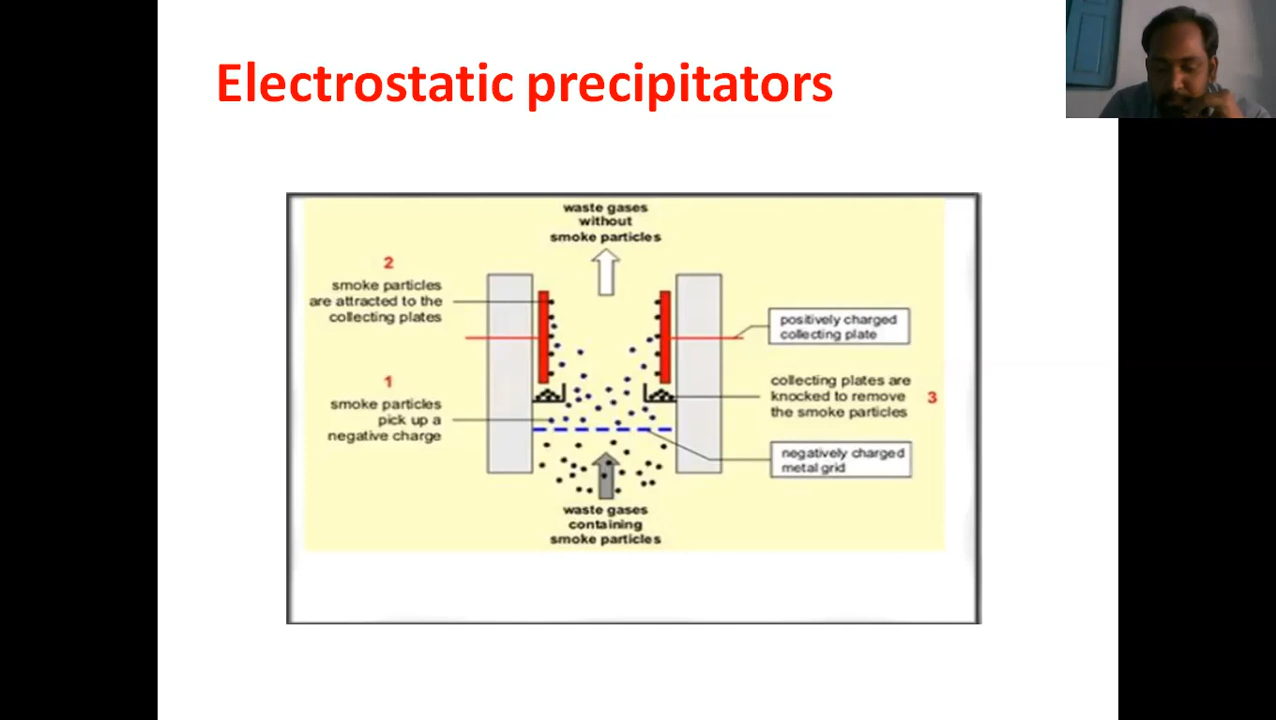 Electrostatic precipitators
waste gases
without
smoke particles
2
smoke particles
are attracted to the
collecting plates
positively charged
collecting plate
1
smoke particles
pick up a
negative charge
collecting plates are
knocked to remove
the smoke particles
3
negatively charged
metal grid
waste gases
containing
smoke particles